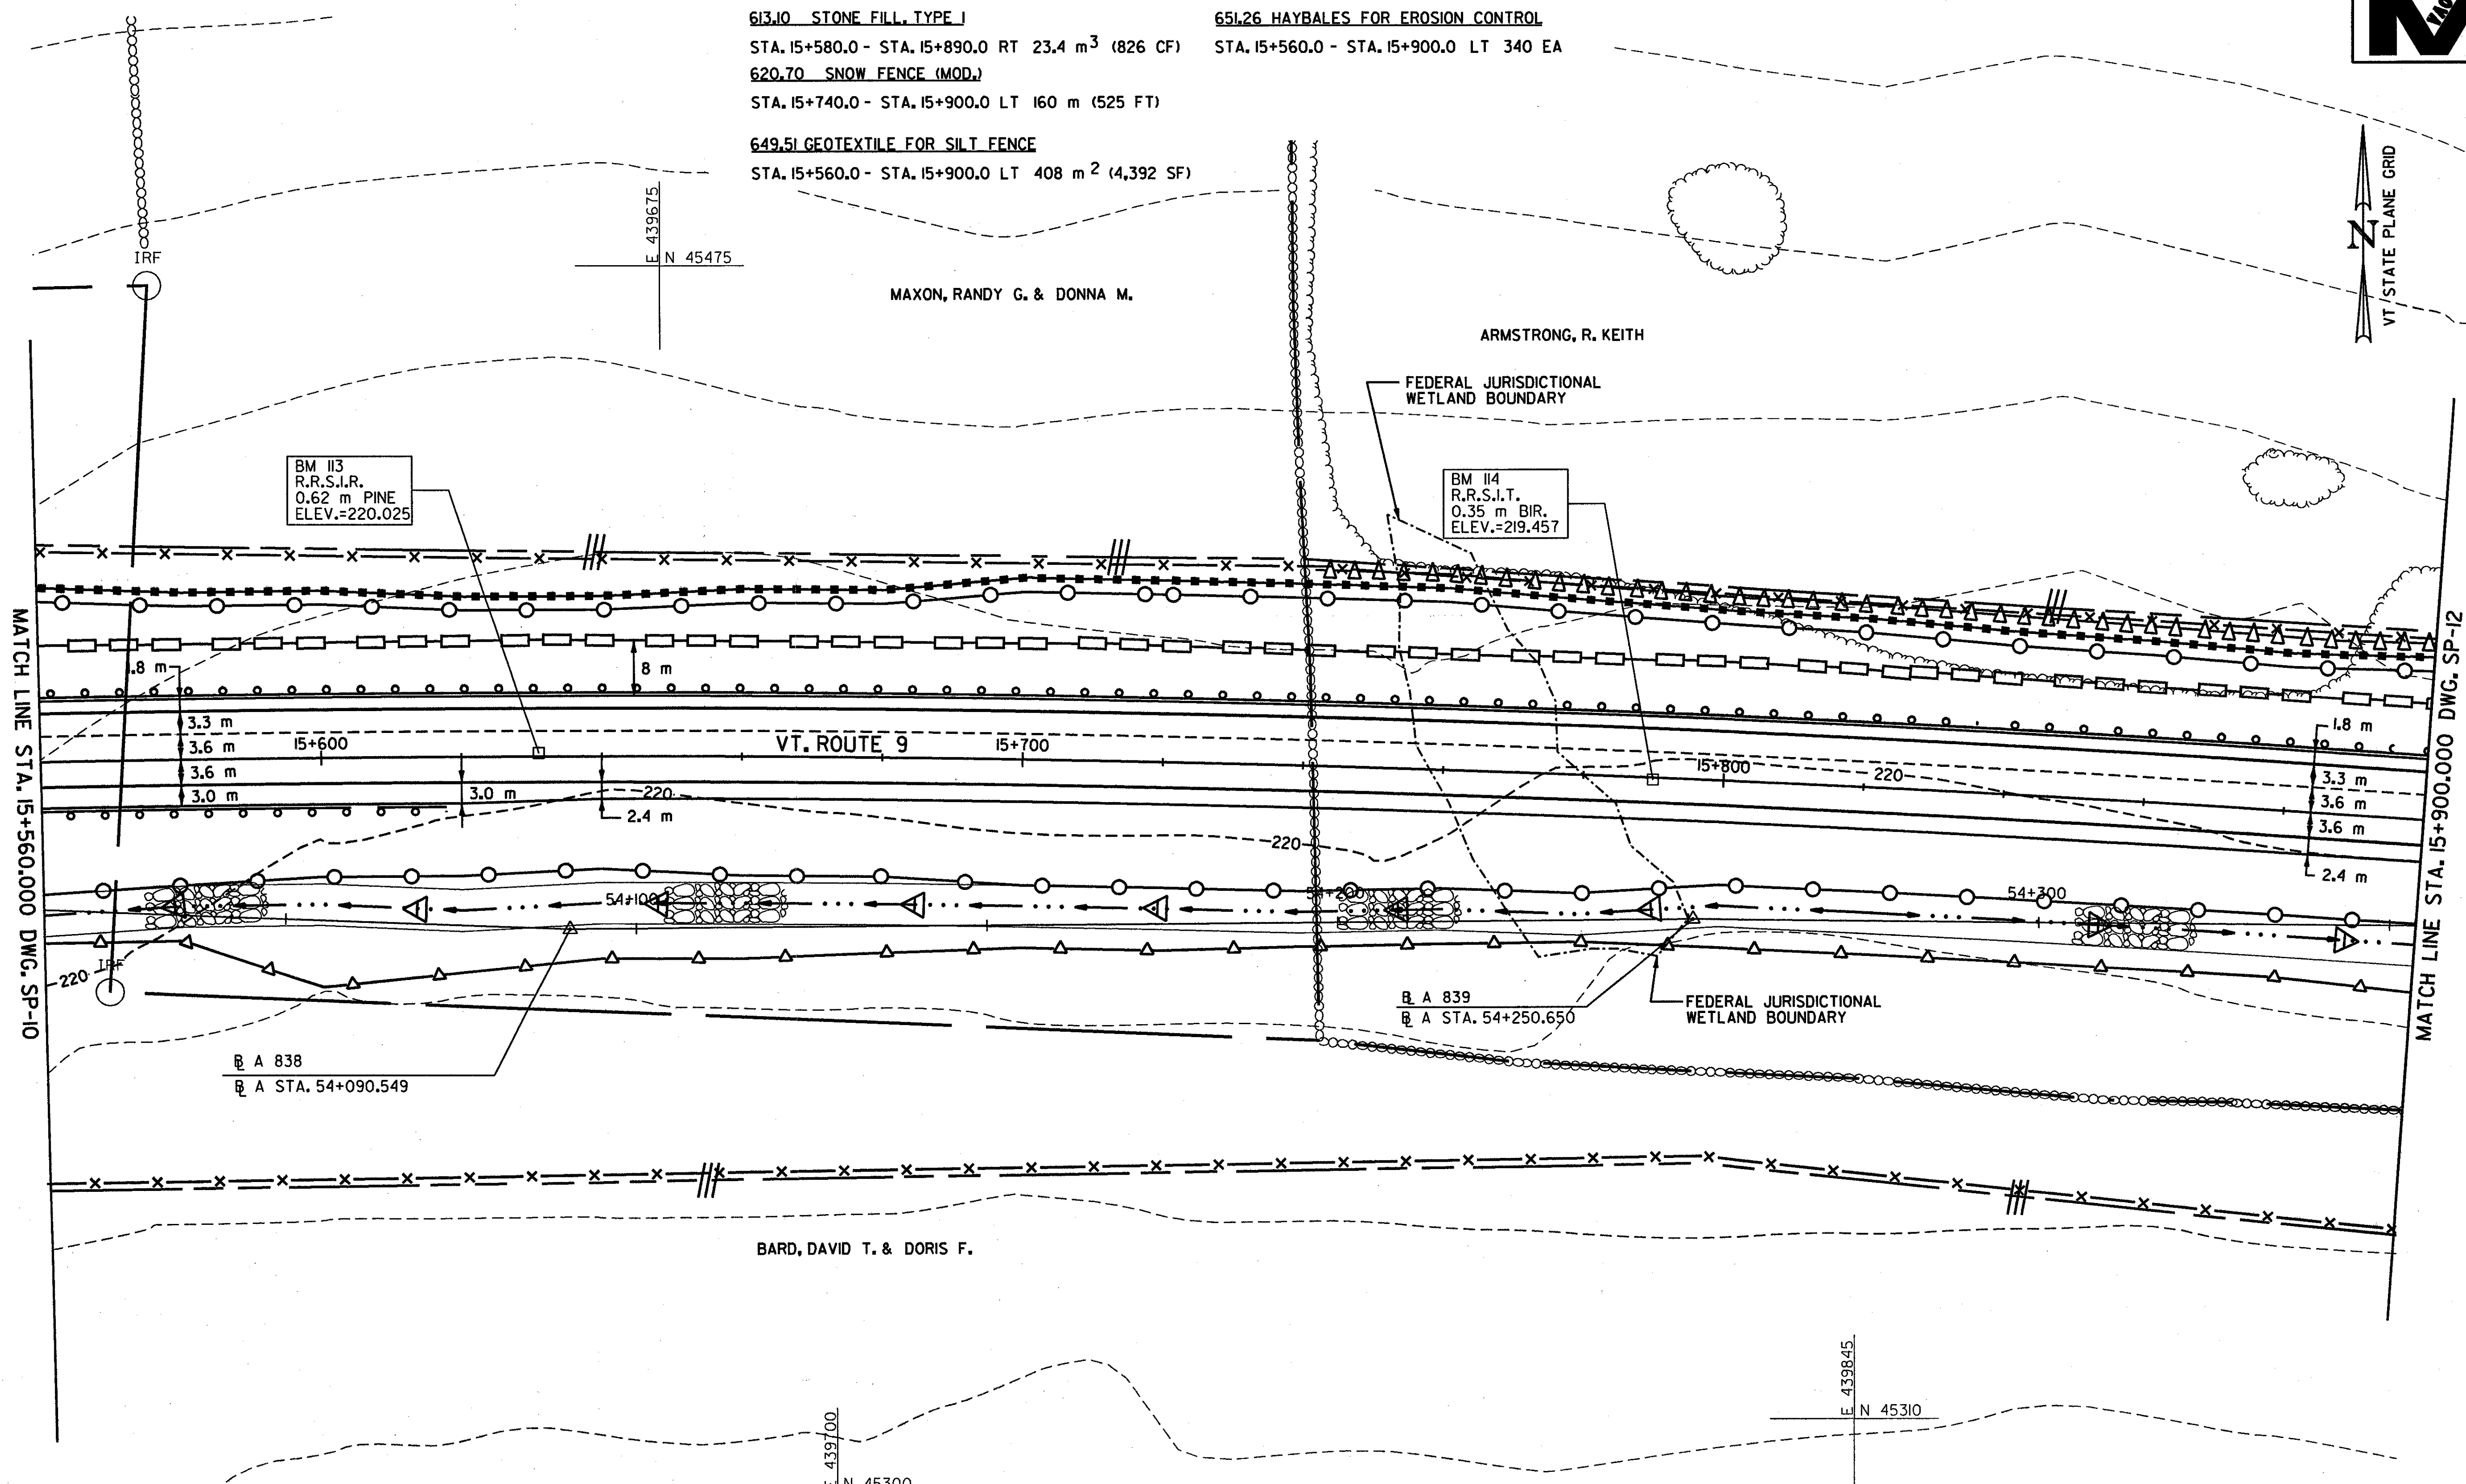 613.10 STONE FILL, TYPE I
STA. 15+580.0 - STA. 15+890.0 RT 23.4 m3 (826 CF)
620.70 SNOW FENCE (MOD.)
STA. 15+740.0 - STA. 15+900.0 LT 160 m (525 FT)
649.51 GEOTEXTILE FOR SILT FENCE
STA. 15+560.0 - STA. 15+900.0 LT 408 m 2 (4,392 SF)
651.26 HAYBALES FOR EROSION CONTROL
STA. 15+560.0 - STA. 15+900.0 LT 340 EA
VT STATE PLANE GRID
N
IRF
E 439675
N 45475
MAXON, RANDY G. & DONNA M.
ARMSTRONG, R. KEITH
FEDERAL JURISDICTIONAL
WETLAND BOUNDARY
BM 113
R.R.S.I.R.
0.62 m PINE
ELEV.=220.025
BM 114
R.R.S.I.T.
0.35 m BIR.
ELEV.=219.457
MATCH LINE STA. 15+560.000 DWG. SP-10
MATCH LINE STA. 15+900.000 DWG. SP-12
1.8 m
8 m
3.3 m
3.6 m
3.6 m
3.0 m
15+600
VT. ROUTE 9
15+700
15+800
220
1.8 m
3.3 m
3.6 m
3.6 m
2.4 m
3.0 m
220
2.4 m
220
54+100
54+200
54+300
220
IRF
BL A 838
BL A STA. 54+090.549
BL A 839
BL A STA. 54+250.650
FEDERAL JURISDICTIONAL
WETLAND BOUNDARY
BARD, DAVID T. & DORIS F.
E 439700
N 45300
E 439845
N 45310